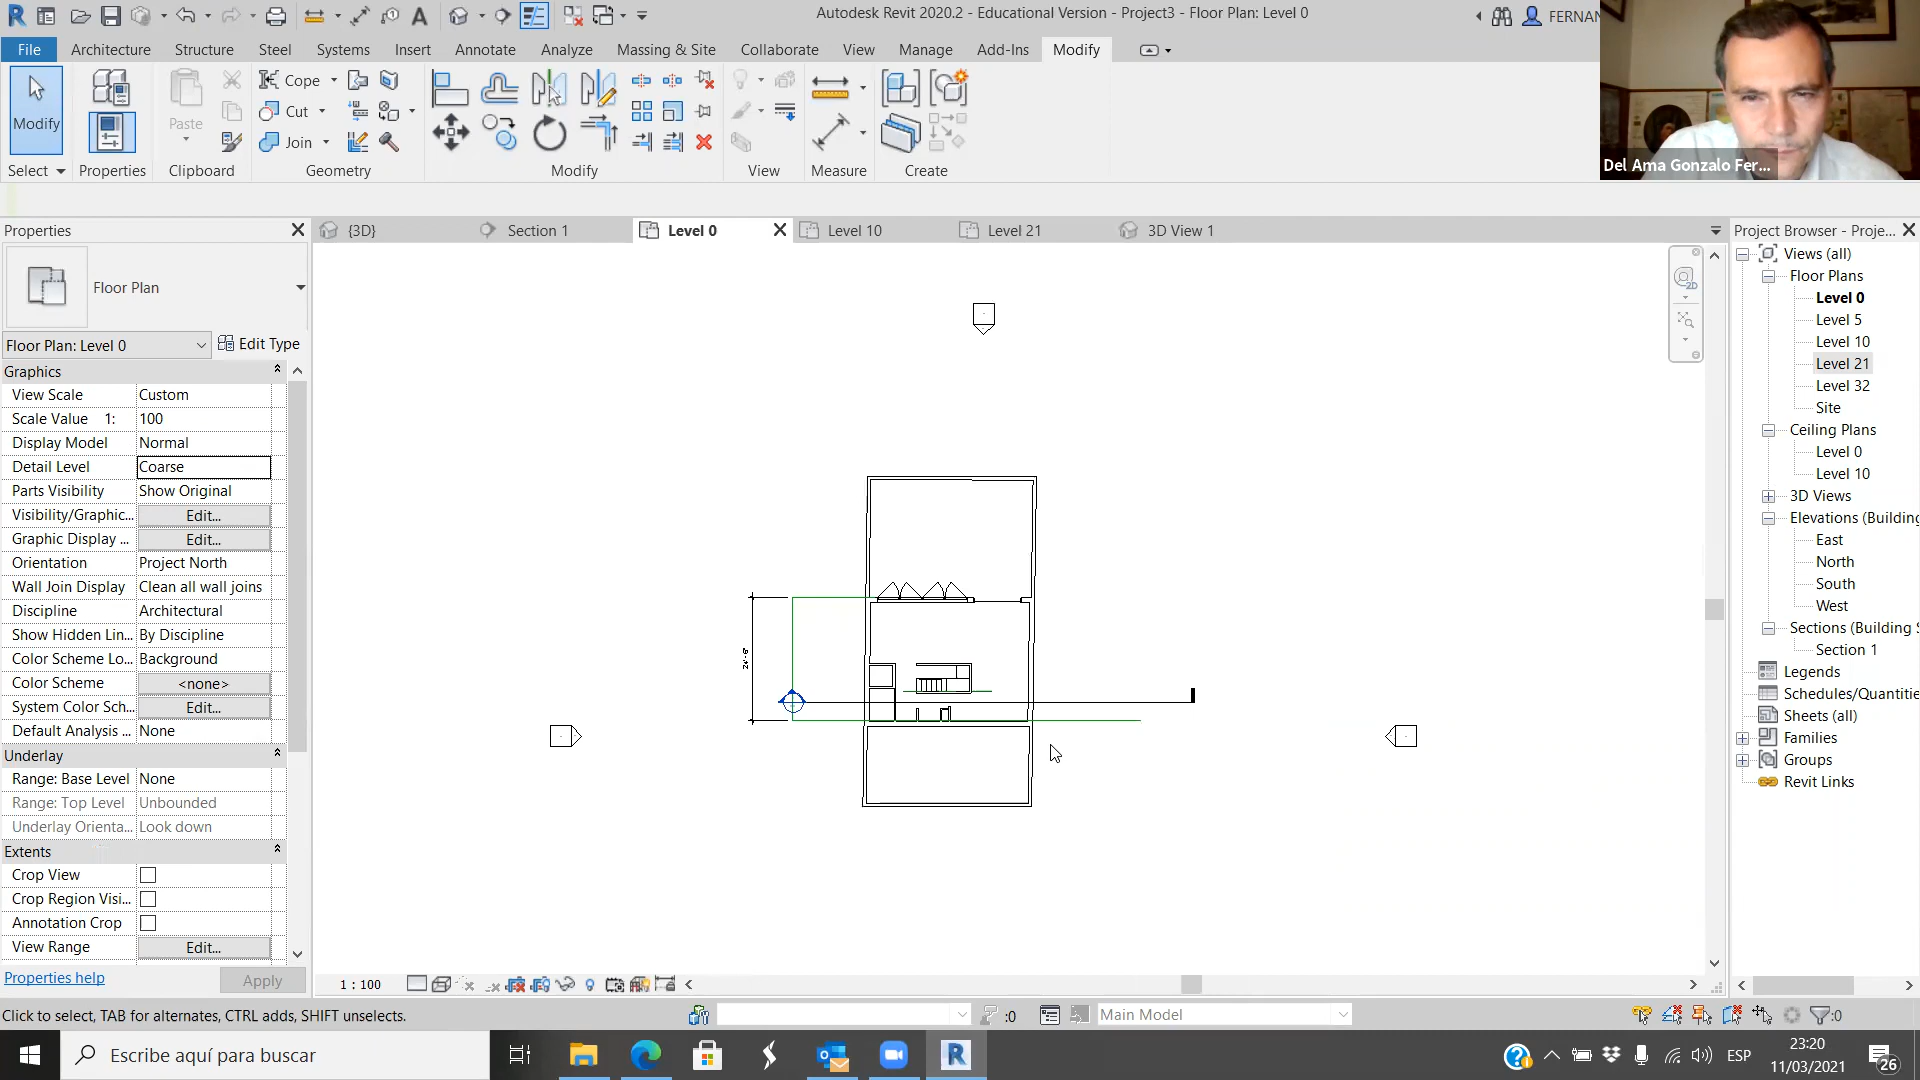 Autodesk Revit 2020.2 - Educational Version - Project3 - Floor Plan: Level 0
FERNAN
File Architecture Structure Steel Systems Insert Annotate Analyze Massing & Site Collaborate View Manage Add-Ins Modify
Modify Paste Cope Cut Join
Select Properties Clipboard Geometry Modify View Measure Create
Del Ama Gonzalo Fer...
Properties
{3D} Section 1 Level 0 Level 10 Level 21 3D View 1
Project Browser - Proje...
Floor Plan
Floor Plan: Level 0 Edit Type
Graphics
View Scale Custom
Scale Value 1: 100
Display Model Normal
Detail Level Coarse
Parts Visibility Show Original
Visibility/Graphic... Edit...
Graphic Display ... Edit...
Orientation Project North
Wall Join Display Clean all wall joins
Discipline Architectural
Show Hidden Lin... By Discipline
Color Scheme Lo... Background
Color Scheme <none>
System Color Sch... Edit...
Default Analysis ... None
Underlay
Range: Base Level None
Range: Top Level Unbounded
Underlay Orienta... Look down
Extents
Crop View
Crop Region Visi...
Annotation Crop
View Range Edit...
Properties help Apply
2D
Views (all)
Floor Plans
Level 0
Level 5
Level 10
Level 21
Level 32
Site
Ceiling Plans
Level 0
Level 10
3D Views
Elevations (Building
East
North
South
West
Sections (Building S
Section 1
Legends
Schedules/Quantitie
Sheets (all)
Families
Groups
Revit Links
1 : 100
Click to select, TAB for alternates, CTRL adds, SHIFT unselects. :0 Main Model :0
Escribe aquí para buscar
ESP
23:20
11/03/2021
26